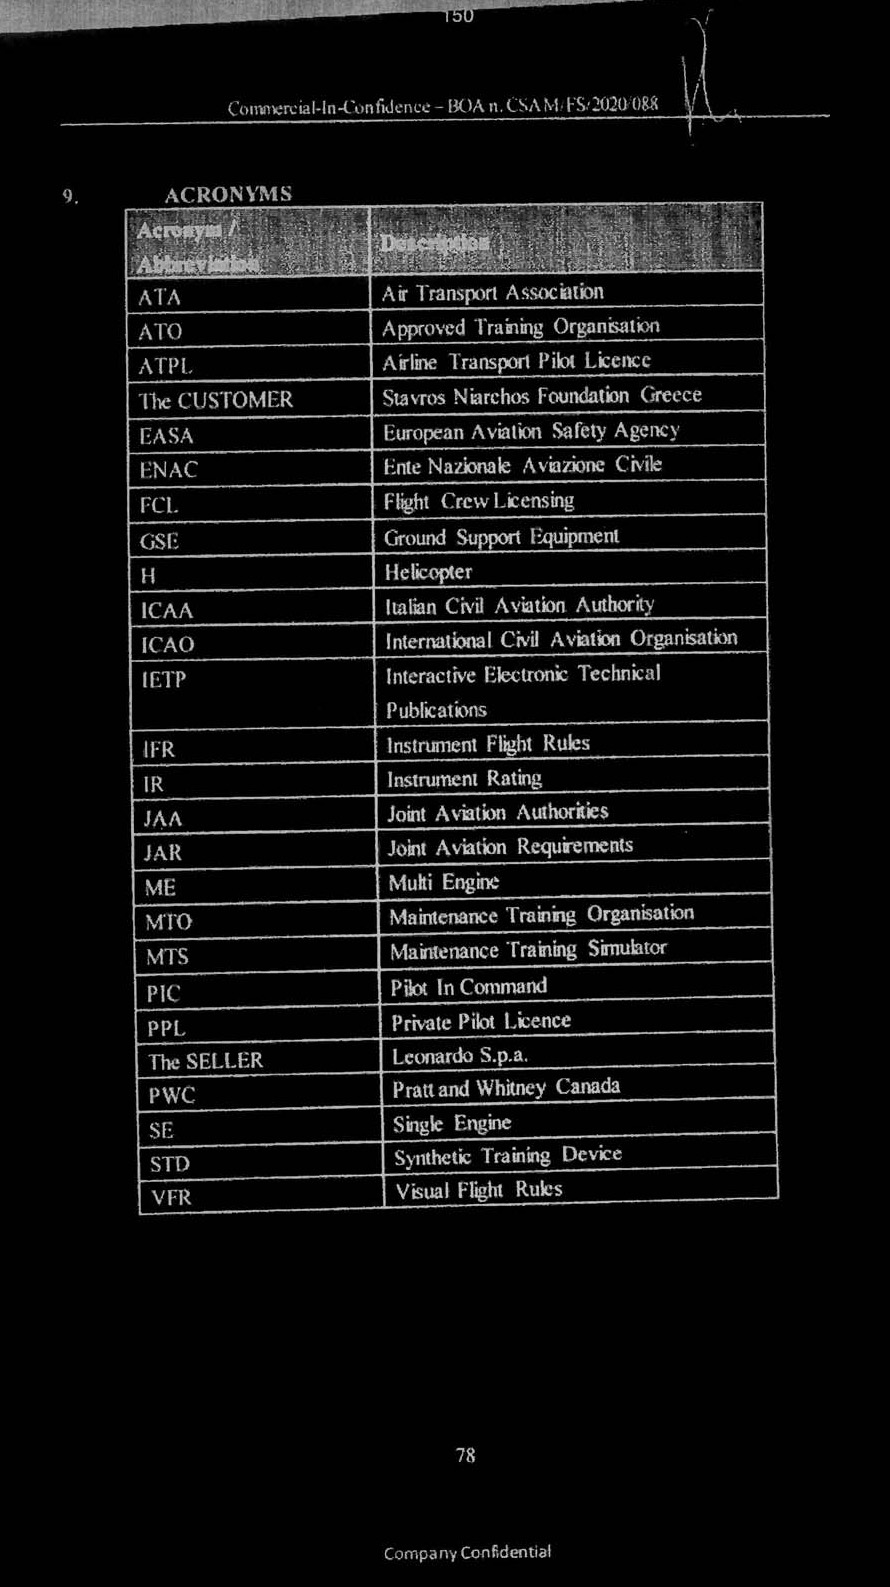 150
Commercial-In-Confidence – BOA n. CSAM/FS/2020/088
9. ACRONYMS
Acronym / Description
Abbreviation
ATA Air Transport Association
ATO Approved Training Organisation
ATPL Airline Transport Pilot Licence
The CUSTOMER Stavros Niarchos Foundation Greece
EASA European Aviation Safety Agency
ENAC Ente Nazionale Aviazione Civile
FCL Flight Crew Licensing
GSE Ground Support Equipment
H Helicopter
ICAA Italian Civil Aviation Authority
ICAO International Civil Aviation Organisation
IETP Interactive Electronic Technical
Publications
IFR Instrument Flight Rules
IR Instrument Rating
JAA Joint Aviation Authorities
JAR Joint Aviation Requirements
ME Multi Engine
MTO Maintenance Training Organisation
MTS Maintenance Training Simulator
PIC Pilot In Command
PPL Private Pilot Licence
The SELLER Leonardo S.p.a.
PWC Pratt and Whitney Canada
SE Single Engine
STD Synthetic Training Device
VFR Visual Flight Rules
78
Company Confidential